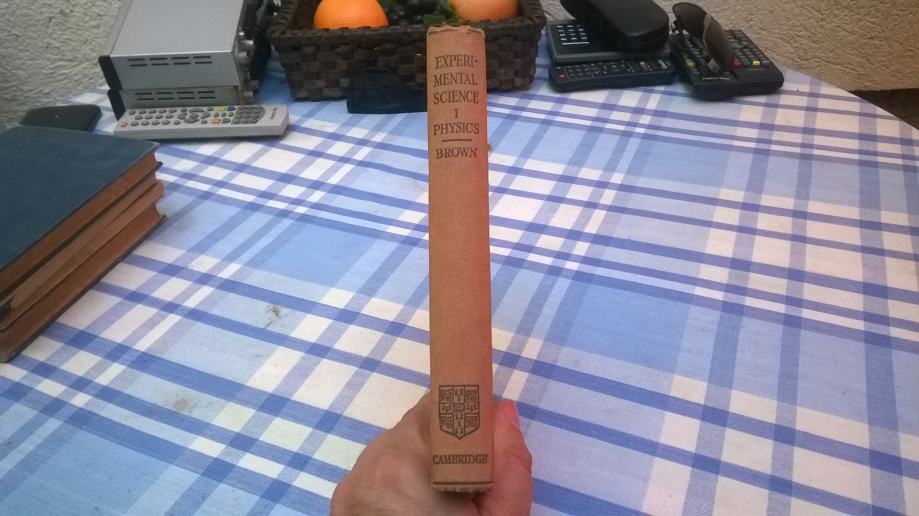 EXPERI-
MENTAL
SCIENCE
I
PHYSICS
BROWN
CAMBRIDGE